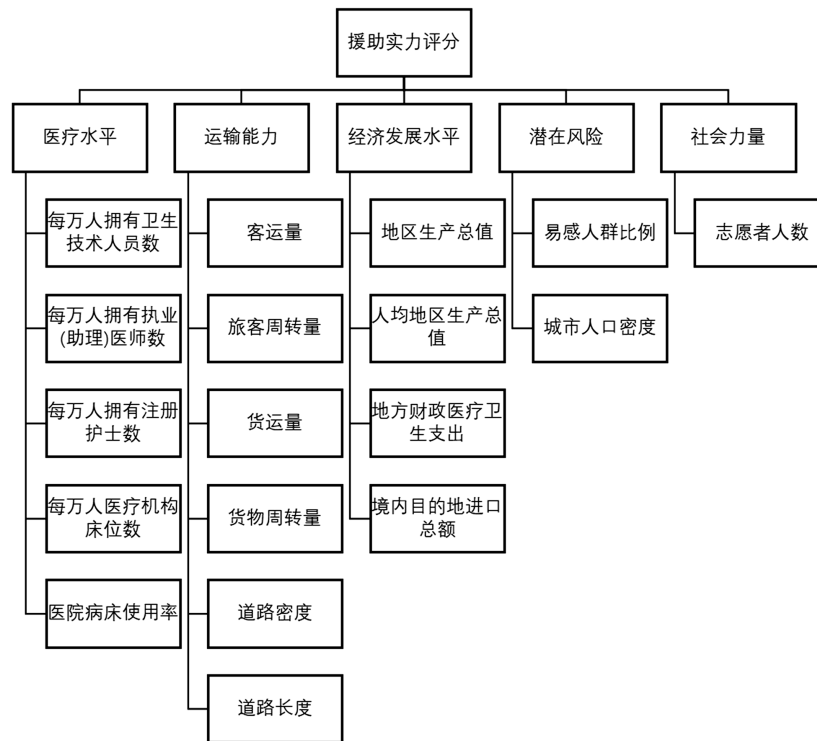 援助实力评分
医疗水平
运输能力
经济发展水平
潜在风险
社会力量
每万人拥有卫生
技术人员数
客运量
地区生产总值
易感人群比例
志愿者人数
每万人拥有执业
(助理)医师数
旅客周转量
人均地区生产总
值
城市人口密度
每万人拥有注册
护士数
货运量
地方财政医疗卫
生支出
每万人医疗机构
床位数
货物周转量
境内目的地进口
总额
医院病床使用率
道路密度
道路长度